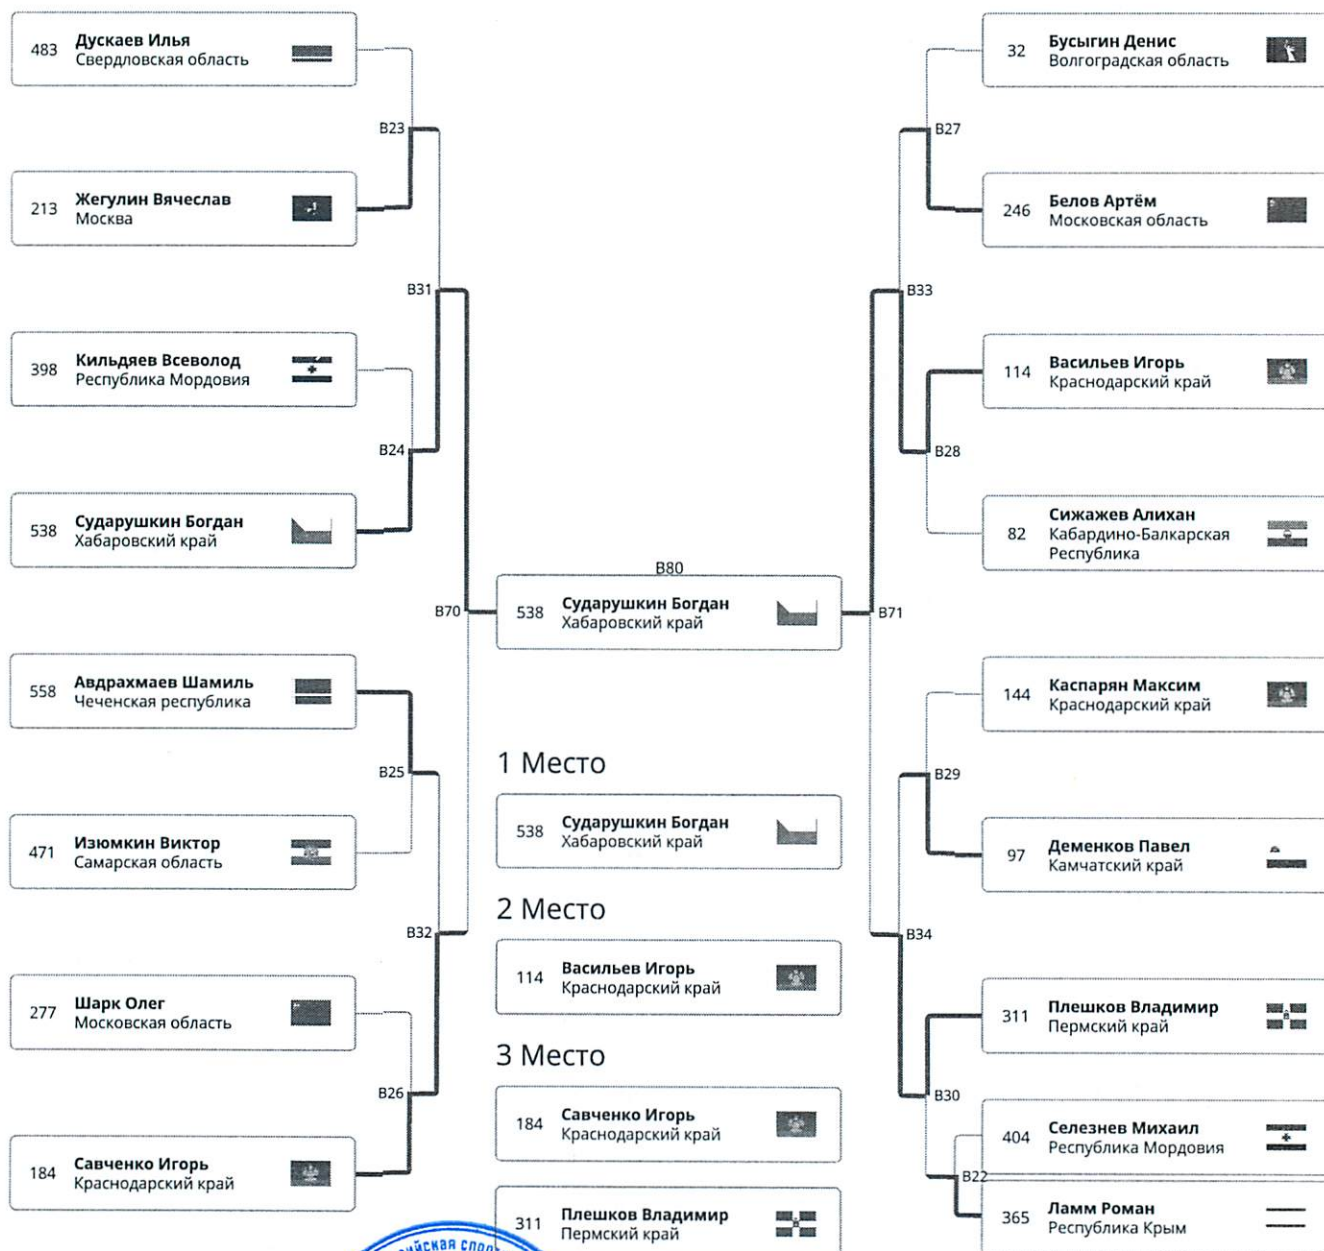 483 Дускаев Илья
Свердловская область
B23
213 Жегулин Вячеслав
Москва
B31
398 Кильдяев Всеволод
Республика Мордовия
B24
538 Сударушкин Богдан
Хабаровский край
B70
558 Авдрахмаев Шамиль
Чеченская республика
B25
471 Изюмкин Виктор
Самарская область
B32
277 Шарк Олег
Московская область
B26
184 Савченко Игорь
Краснодарский край
B80
538 Сударушкин Богдан
Хабаровский край
1 Место
538 Сударушкин Богдан
Хабаровский край
2 Место
114 Васильев Игорь
Краснодарский край
3 Место
184 Савченко Игорь
Краснодарский край
311 Плешков Владимир
Пермский край
32 Бусыгин Денис
Волгоградская область
B27
246 Белов Артём
Московская область
B33
114 Васильев Игорь
Краснодарский край
B28
82 Сижажев Алихан
Кабардино-Балкарская
Республика
B71
144 Каспарян Максим
Краснодарский край
B29
97 Деменков Павел
Камчатский край
B34
311 Плешков Владимир
Пермский край
B30
404 Селезнев Михаил
Республика Мордовия
B22
365 Ламм Роман
Республика Крым